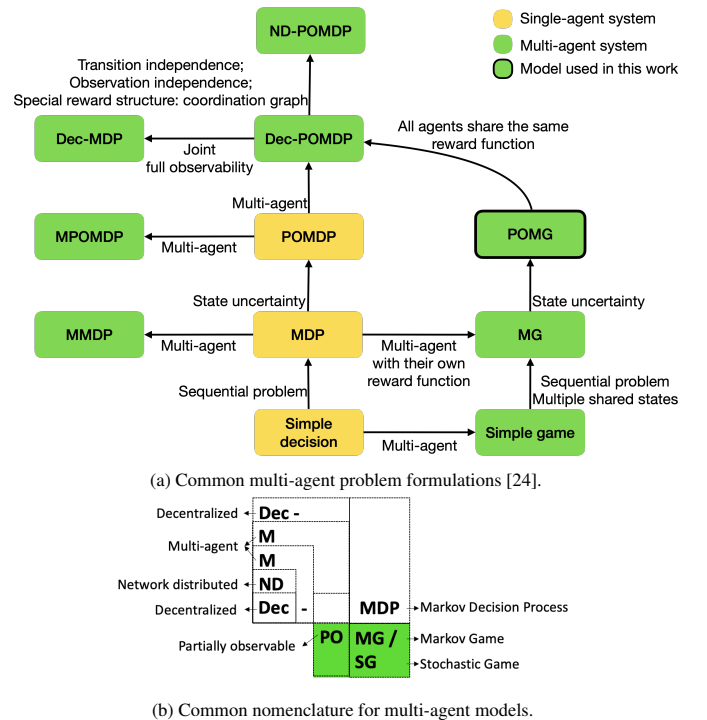 ND-POMDP
Single-agent system
Multi-agent system
Model used in this work
Transition independence;
Observation independence;
Special reward structure: coordination graph
Dec-MDP
Joint
full observability
Dec-POMDP
All agents share the same
reward function
Multi-agent
MPOMDP
Multi-agent
POMDP
POMG
State uncertainty
State uncertainty
MMDP
Multi-agent
MDP
Multi-agent
with their own
reward function
MG
Sequential problem
Sequential problem
Multiple shared states
Simple
decision
Multi-agent
Simple game
(a) Common multi-agent problem formulations [24].
Decentralized
Dec -
Multi-agent
M
M
Network distributed
ND
Decentralized
Dec -
MDP
Markov Decision Process
Partially observable
PO
MG /
SG
Markov Game
Stochastic Game
(b) Common nomenclature for multi-agent models.